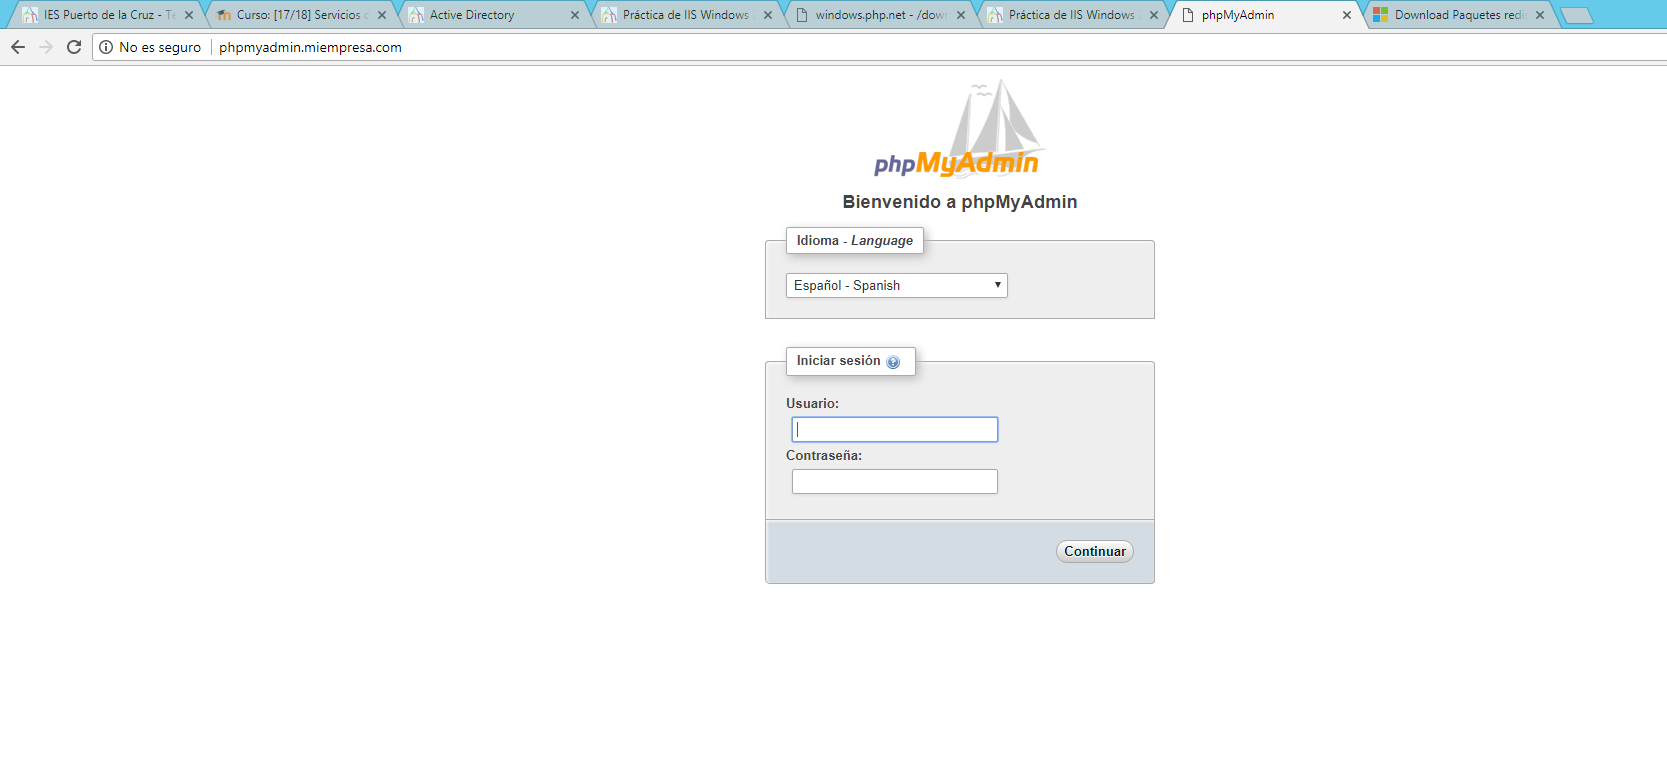 IES Puerto de la Cruz - Te
Curso: [17/18] Servicios d
Active Directory
Práctica de IIS Windows
windows.php.net - /dow
Práctica de IIS Windows
phpMyAdmin
Download Paquetes redi
No es seguro
phpmyadmin.miempresa.com
phpMyAdmin
Bienvenido a phpMyAdmin
Idioma - Language
Español - Spanish
Iniciar sesión
Usuario:
Contraseña:
Continuar